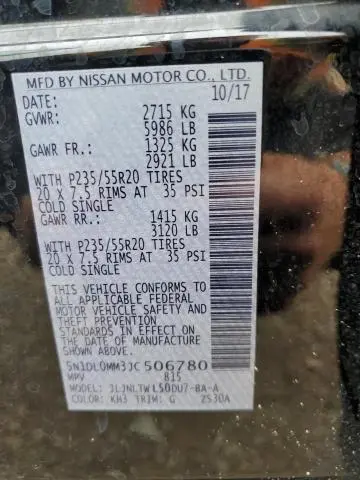 MFD BY NISSAN MOTOR CO., LTD.
DATE: 10/17
GVWR: 2715 KG
5986 LB
GAWR FR.: 1325 KG
2921 LB
WITH P235/55R20 TIRES
20 X 7.5 RIMS AT 35 PSI
COLD SINGLE
GAWR RR.: 1415 KG
3120 LB
WITH P235/55R20 TIRES
20 X 7.5 RIMS AT 35 PSI
COLD SINGLE
THIS VEHICLE CONFORMS TO
ALL APPLICABLE FEDERAL
MOTOR VEHICLE SAFETY AND
THEFT PREVENTION
STANDARDS IN EFFECT ON
THE DATE OF MANUFACTURE
SHOWN ABOVE.
5N1DL0MM3JC506780
MPV 815
MODEL: JLJNLTWL50DU7-BA-A
COLOR: KH3 TRIM: G ZS30A